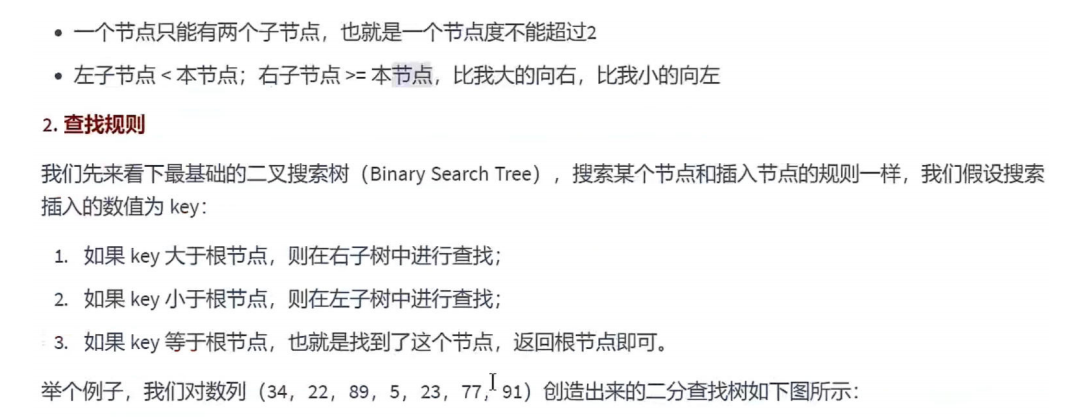 • 一个节点只能有两个子节点，也就是一个节点度不能超过2
• 左子节点 < 本节点；右子节点 >= 本节点，比我大的向右，比我小的向左
2. 查找规则
我们先来看下最基础的二叉搜索树（Binary Search Tree），搜索某个节点和插入节点的规则一样，我们假设搜索
插入的数值为 key：
1. 如果 key 大于根节点，则在右子树中进行查找；
2. 如果 key 小于根节点，则在左子树中进行查找；
3. 如果 key 等于根节点，也就是找到了这个节点，返回根节点即可。
举个例子，我们对数列（34，22，89，5，23，77，91）创造出来的二分查找树如下图所示：